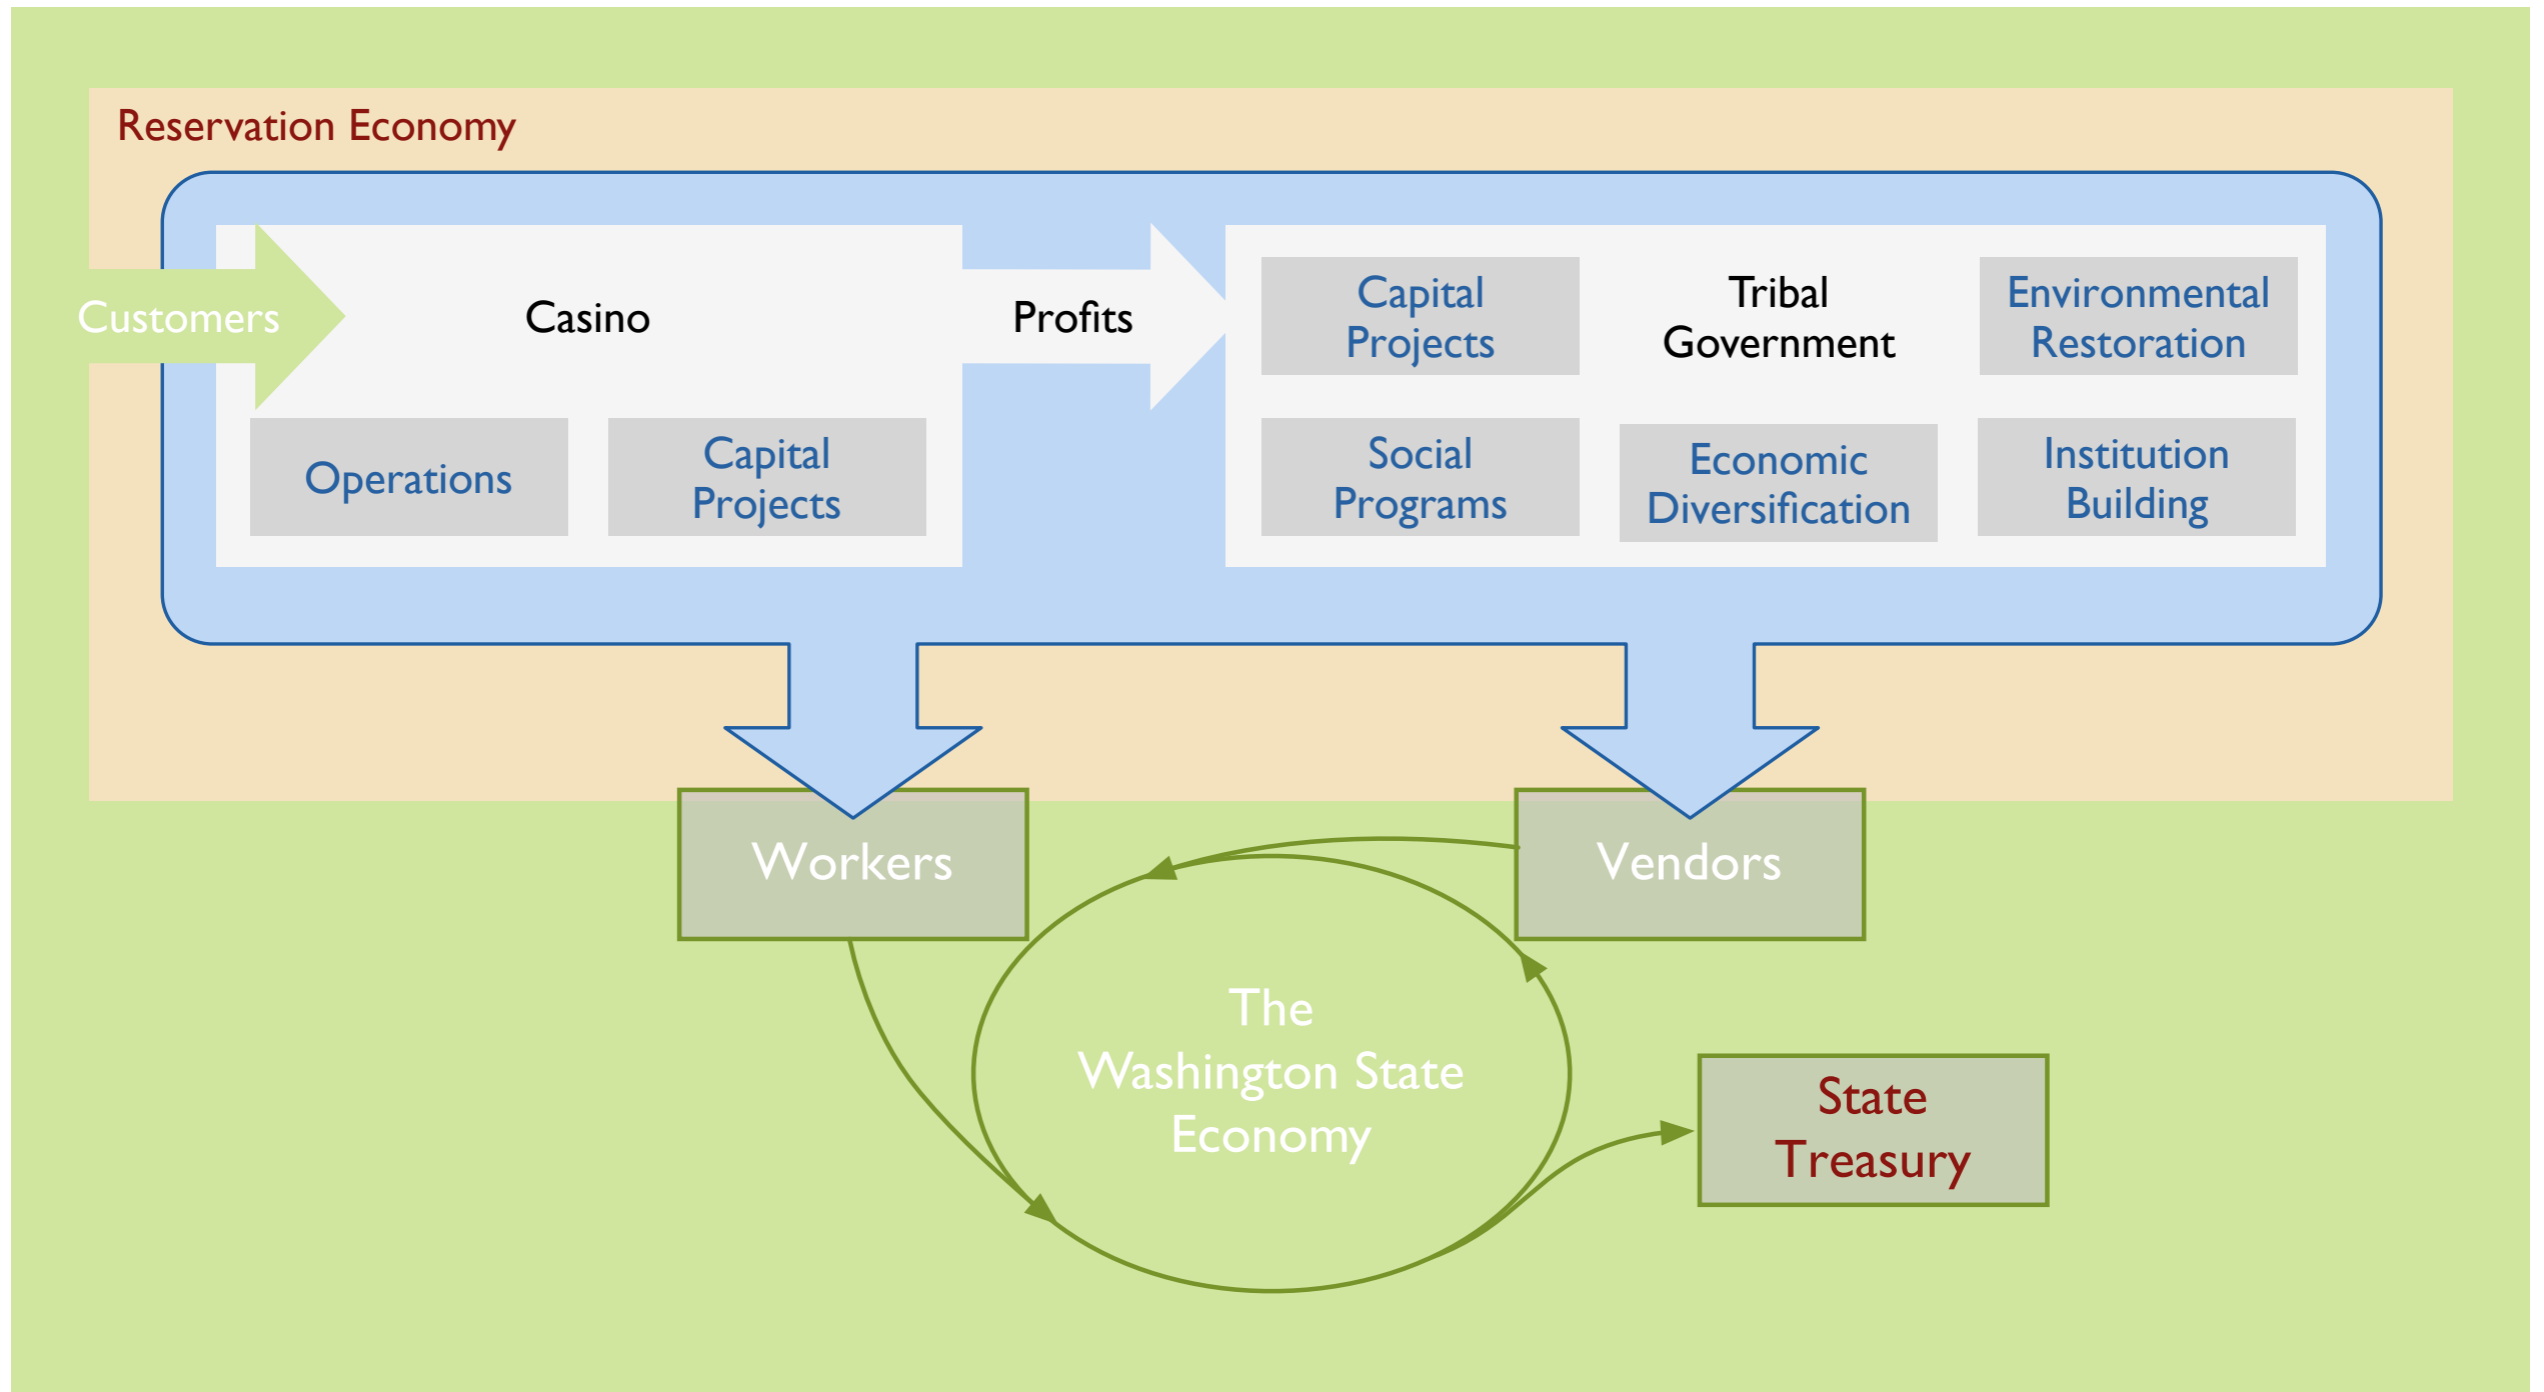 Reservation Economy
Customers
Casino
Operations
Capital
Projects
Profits
Capital
Projects
Tribal
Government
Environmental
Restoration
Social
Programs
Economic
Diversification
Institution
Building
Workers
Vendors
The
Washington State
Economy
State
Treasury